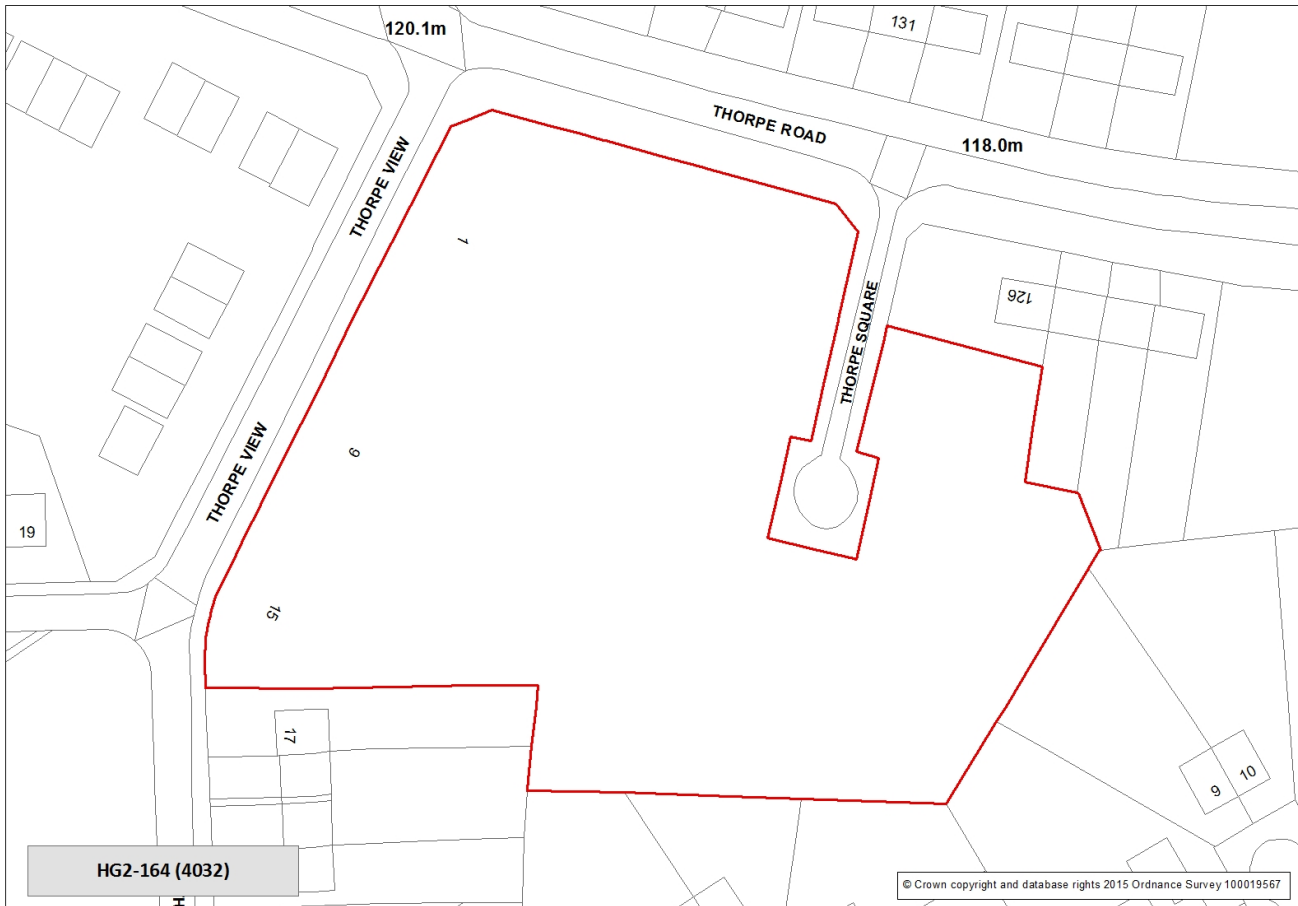 120.1m
131
THORPE ROAD
118.0m
THORPE VIEW
1
THORPE SQUARE
126
9
THORPE VIEW
19
15
17
9
10
HG2-164 (4032)
H
© Crown copyright and database rights 2015 Ordnance Survey 100019567